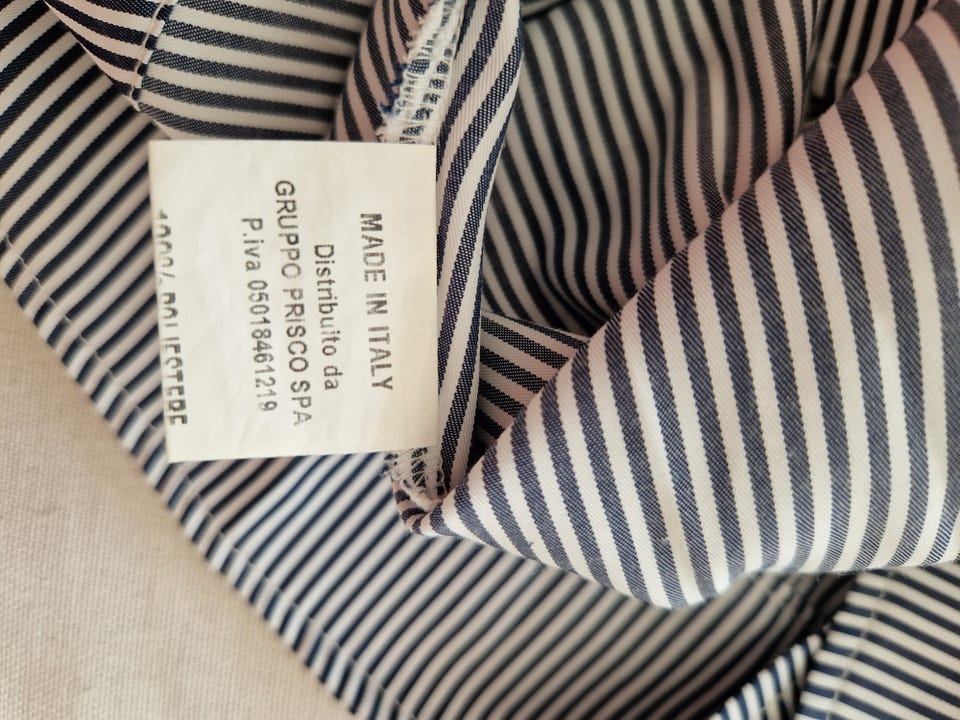 MADE IN ITALY
Distribuito da
GRUPPO PRISCO SPA
P.iva 05018461219
100% POLIESTERE